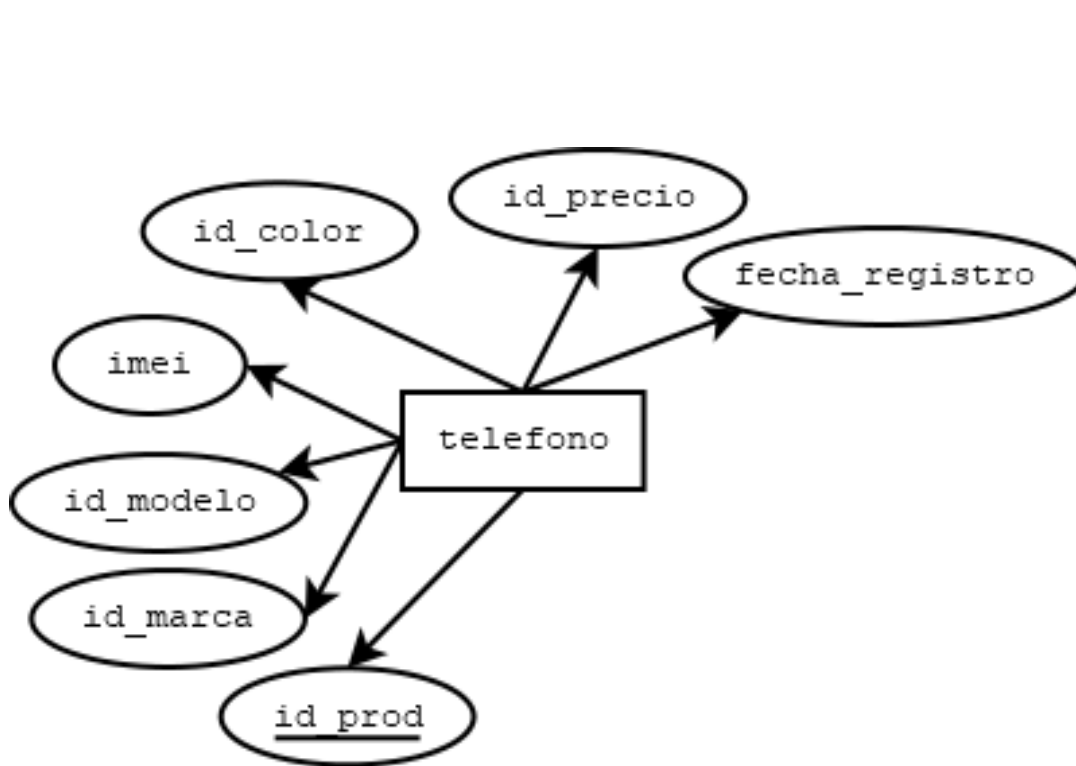 id_precio
id_color
fecha_registro
imei
telefono
id_modelo
id_marca
id_prod